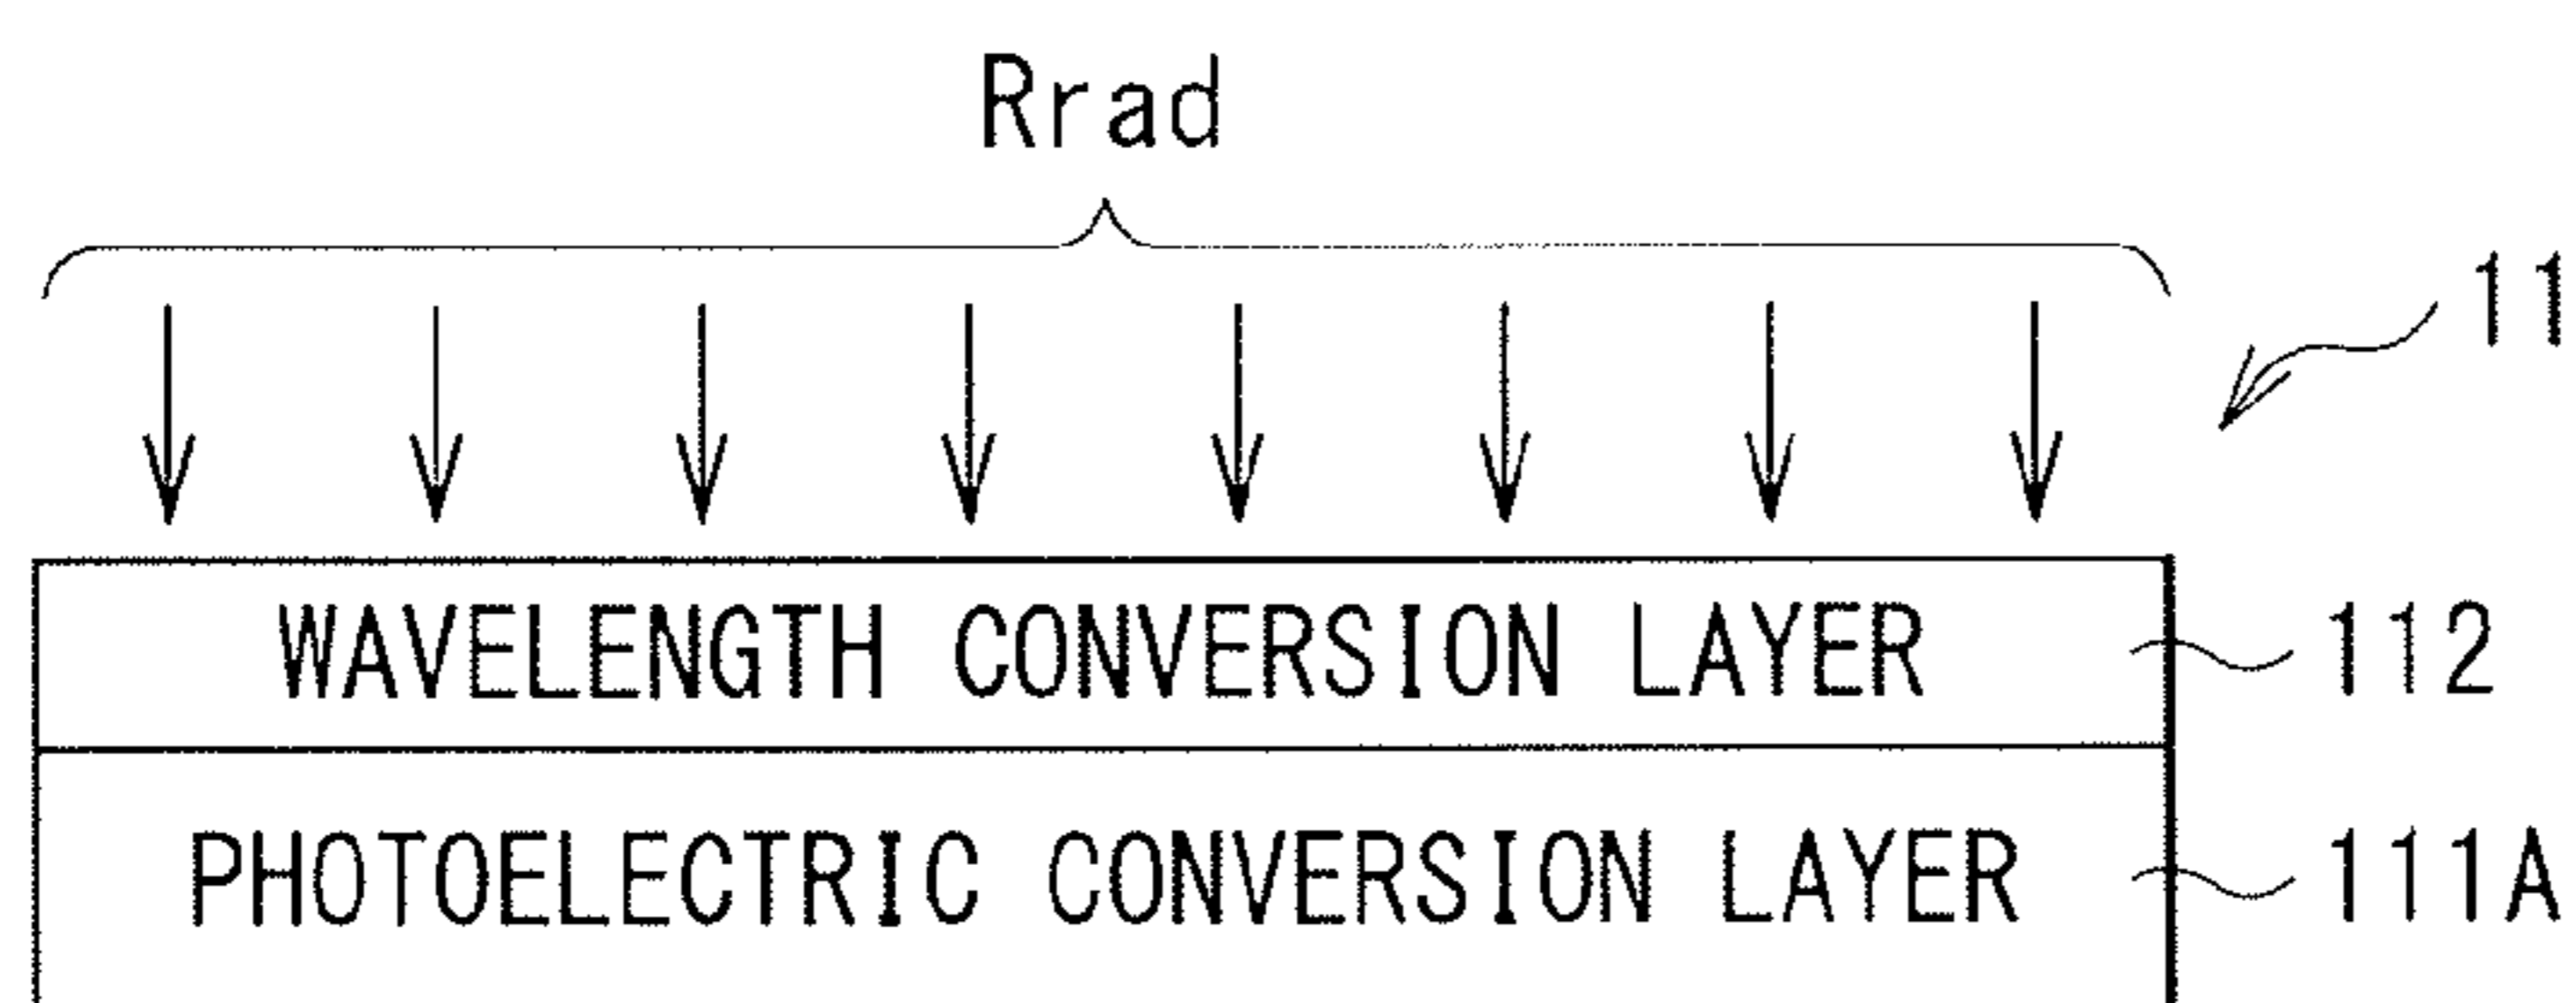 Rrad
11
WAVELENGTH CONVERSION LAYER 112
PHOTOELECTRIC CONVERSION LAYER 111A